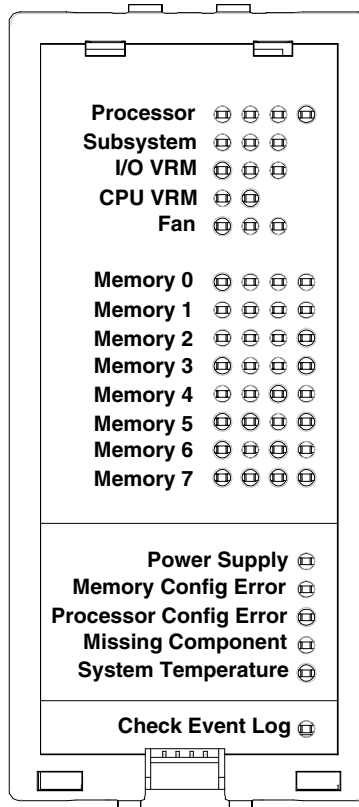 Processor
Subsystem
I/O VRM
CPU VRM
Fan
Memory 0
Memory 1
Memory 2
Memory 3
Memory 4
Memory 5
Memory 6
Memory 7
Power Supply
Memory Config Error
Processor Config Error
Missing Component
System Temperature
Check Event Log